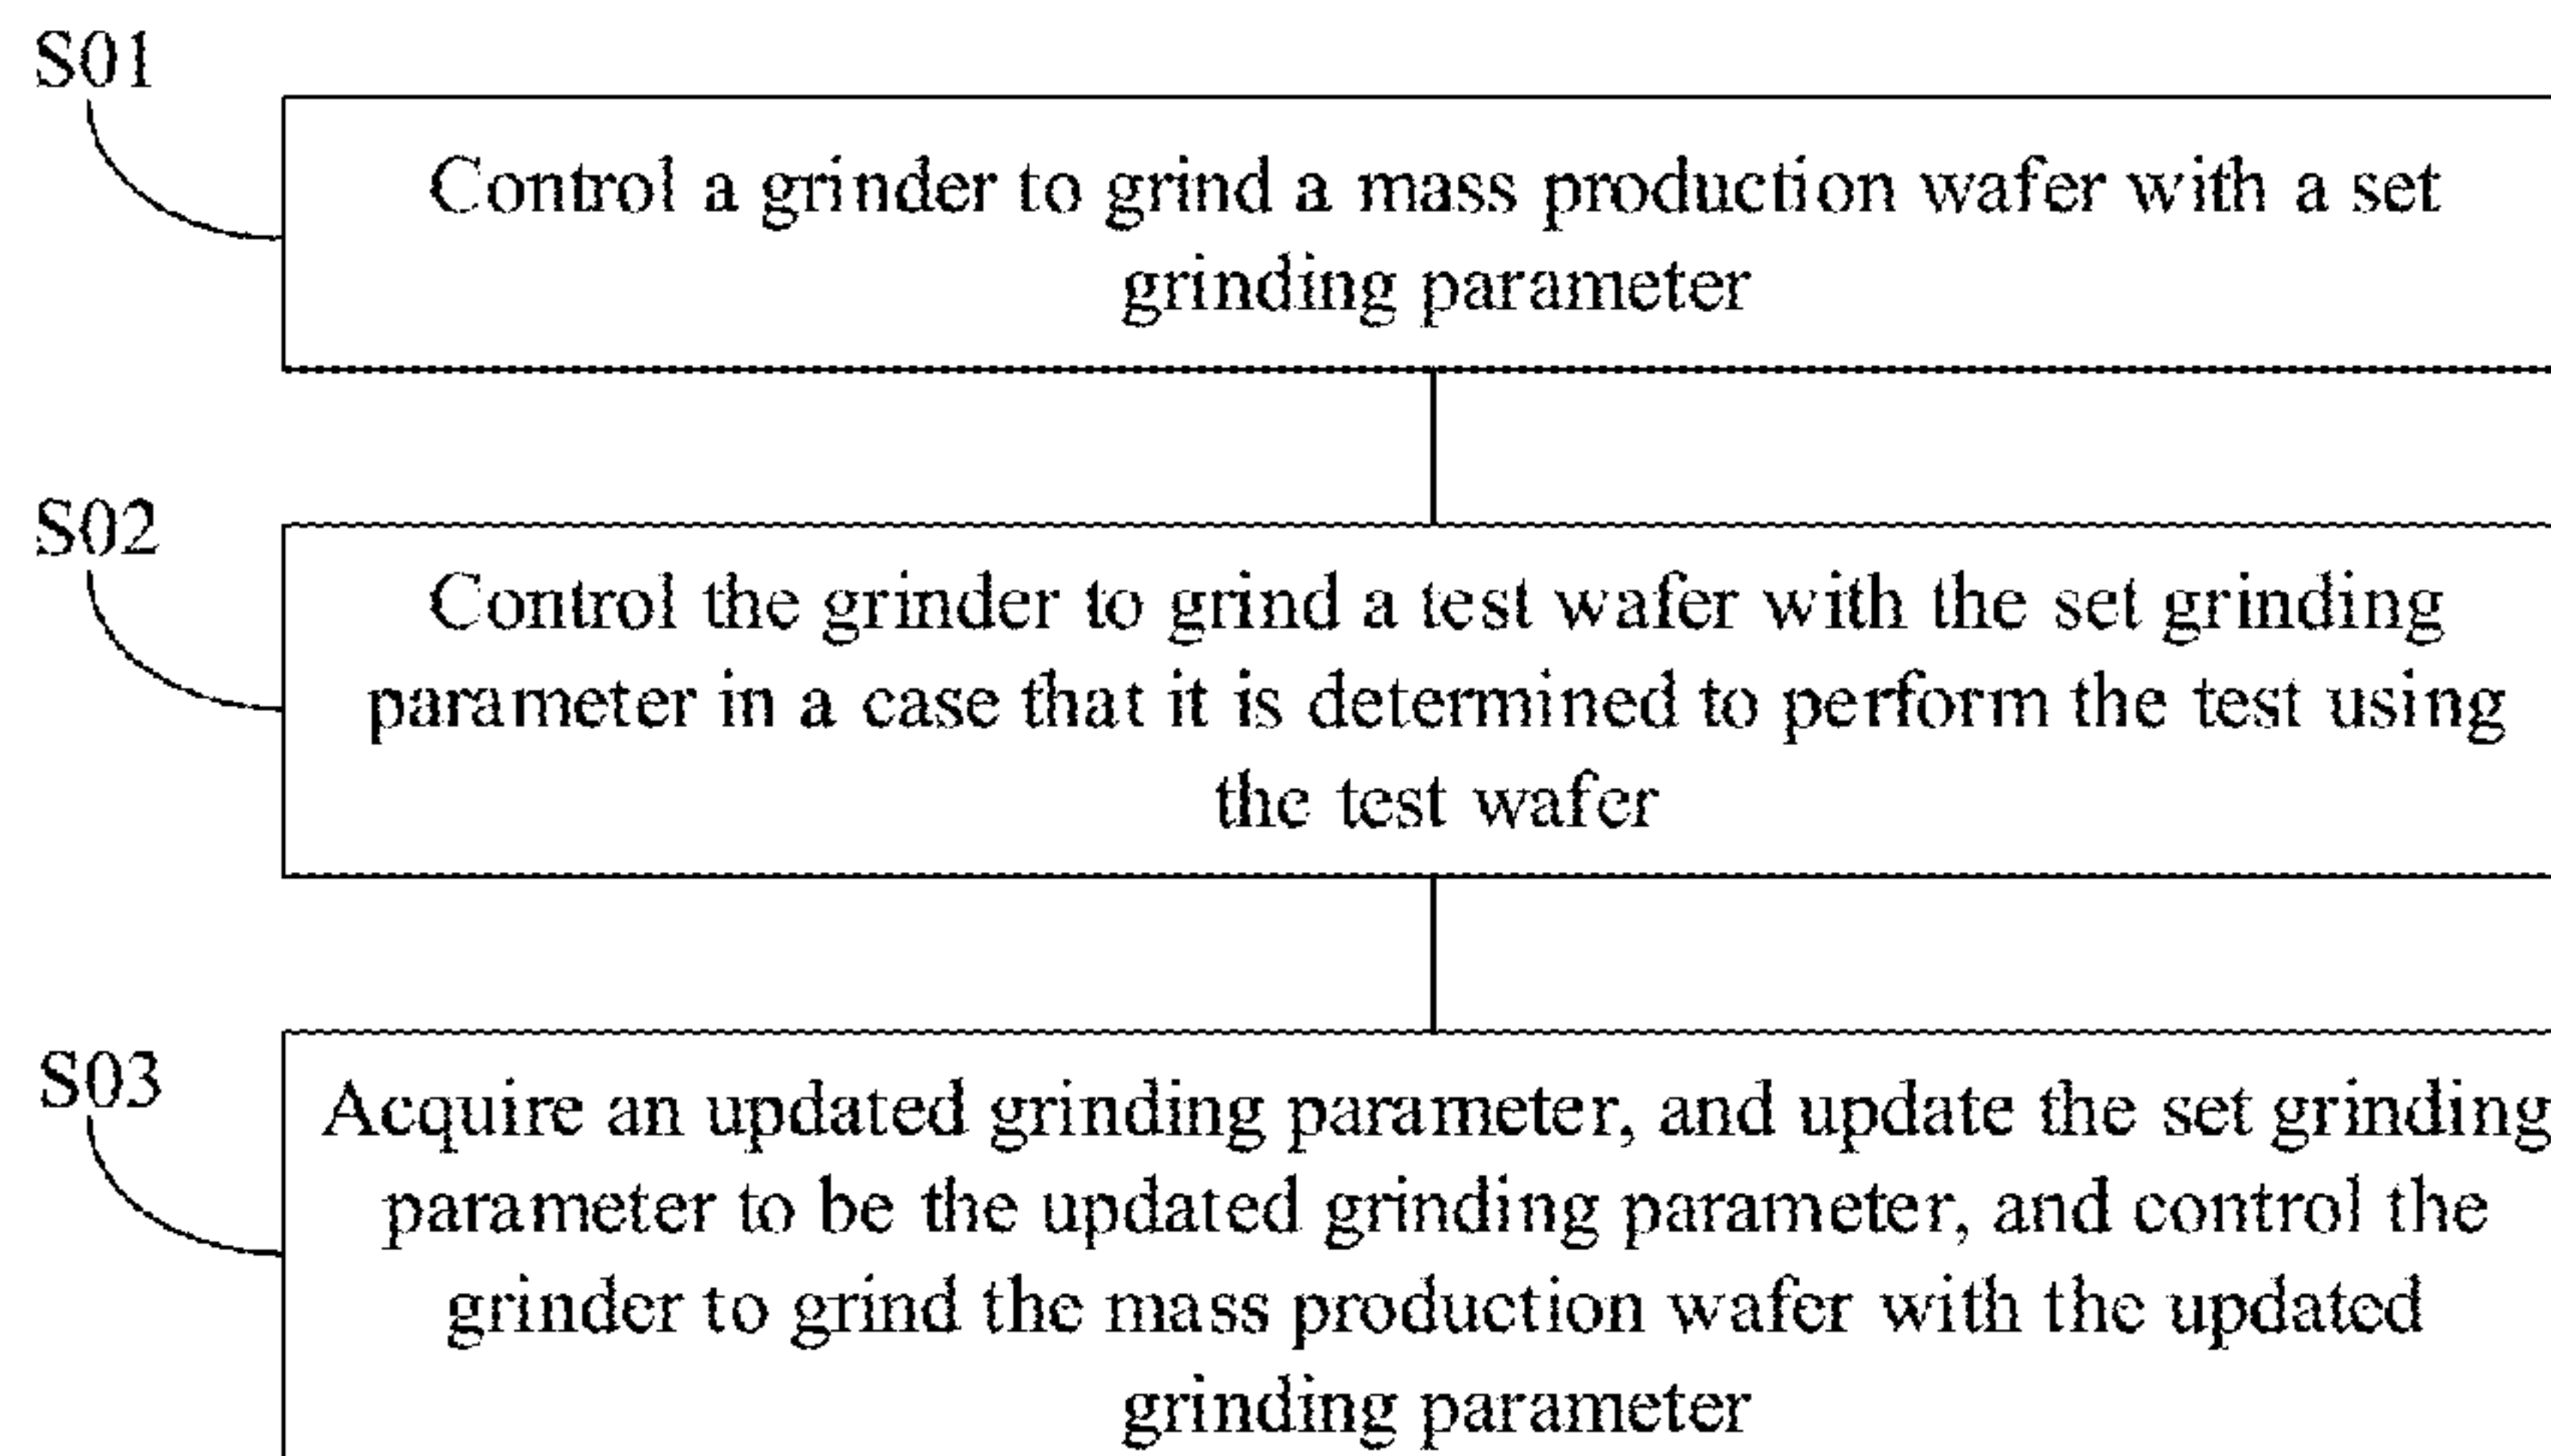 S01
Control a grinder to grind a mass production wafer with a set
grinding parameter
S02
Control the grinder to grind a test wafer with the set grinding
parameter in a case that it is determined to perform the test using
the test wafer
S03
Acquire an updated grinding parameter, and update the set grinding
parameter to be the updated grinding parameter, and control the
grinder to grind the mass production wafer with the updated
grinding parameter